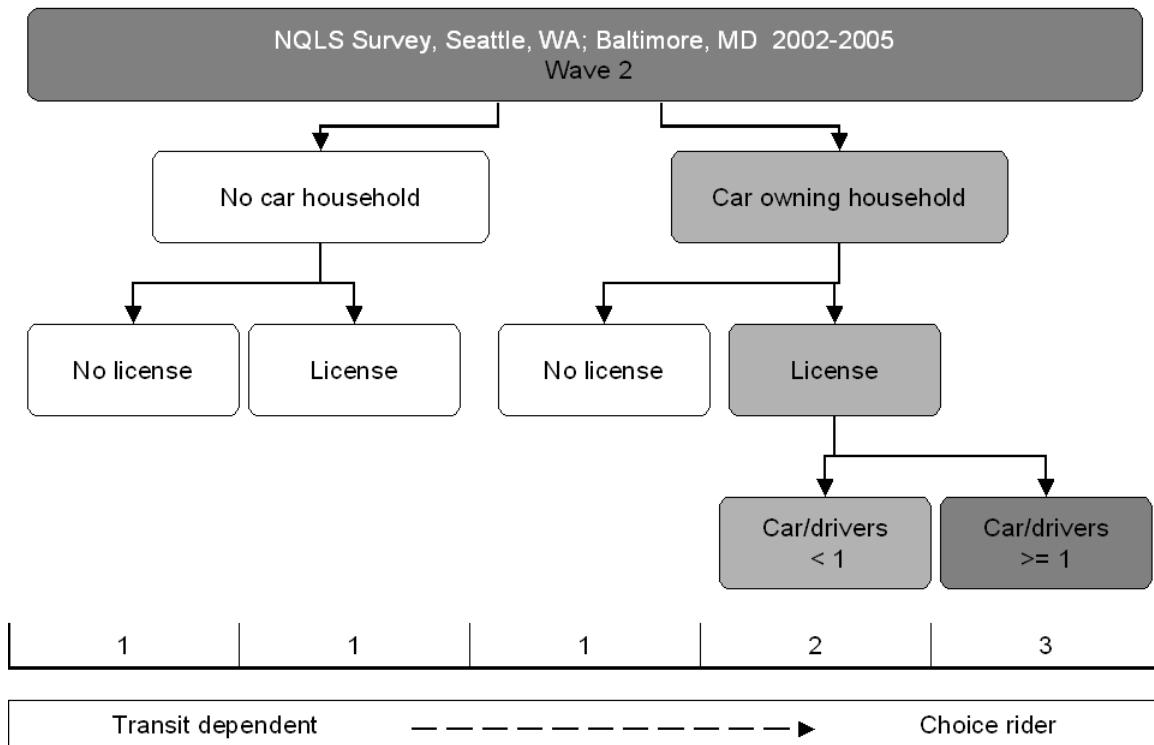 NQLS Survey, Seattle, WA; Baltimore, MD 2002-2005
Wave 2
No car household
Car owning household
No license
License
No license
License
Car/drivers
< 1
Car/drivers
>= 1
1
1
1
2
3
Transit dependent
Choice rider